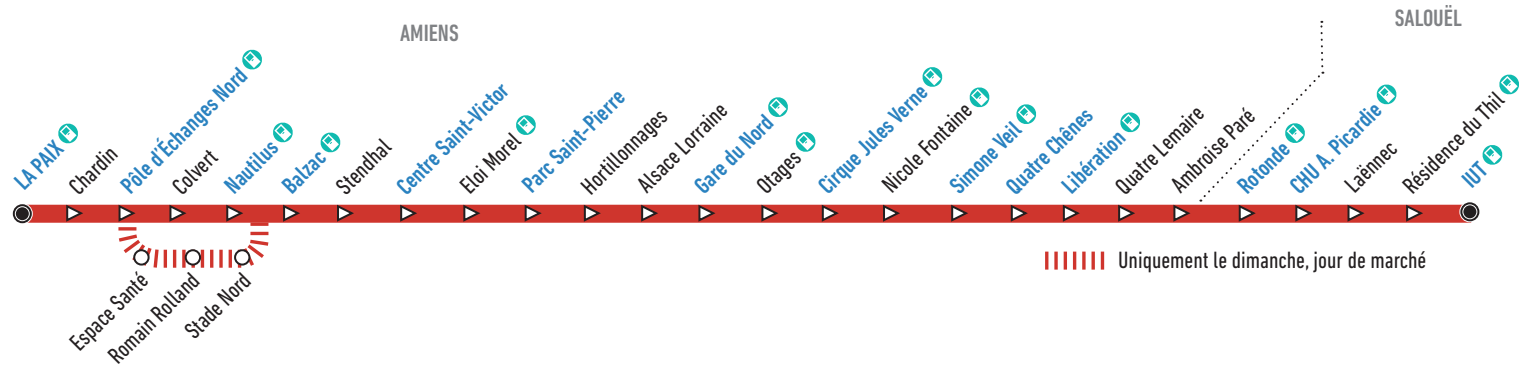 AMIENS
SALOUËL
LA PAIX
Chardin
Pôle d'Échanges Nord
Colvert
Nautilus
Balzac
Stendhal
Centre Saint-Victor
Eloi Morel
Parc Saint-Pierre
Hortillonnages
Alsace Lorraine
Gare du Nord
Otages
Cirque Jules Verne
Nicole Fontaine
Simone Veil
Quatre Chênes
Libération
Quatre Lemaire
Ambroise Paré
Rotonde
CHU A. Picardie
Laënnec
Résidence du Thil
IUT
Espace Santé
Romain Rolland
Stade Nord
Uniquement le dimanche, jour de marché